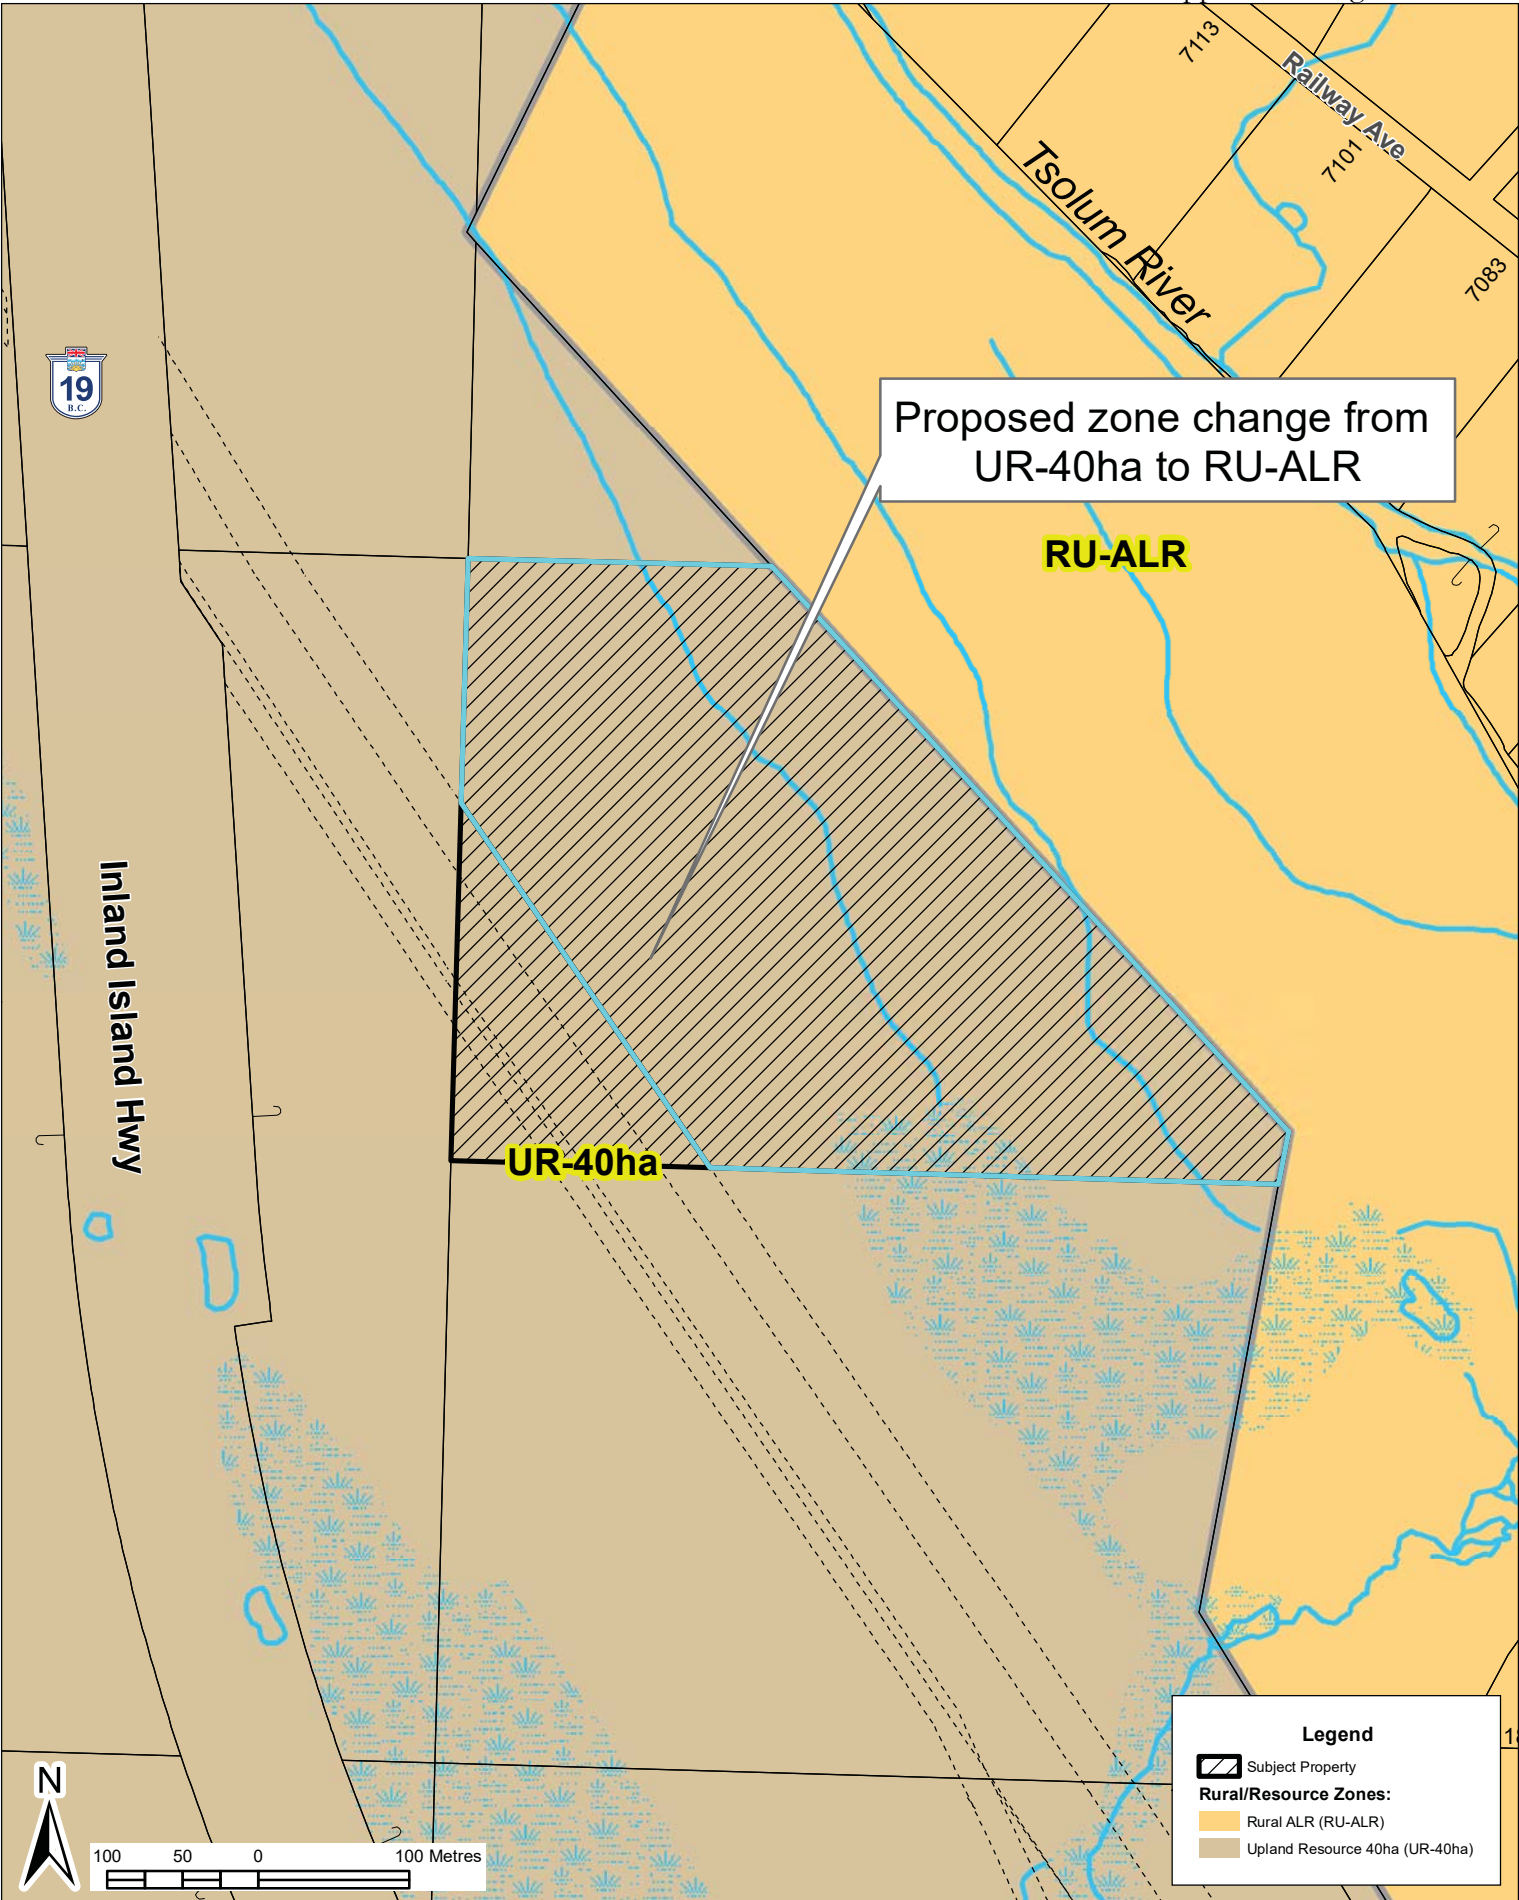 7113
Railway Ave
7101
Tsolum River
7083
19
B.C.
Proposed zone change from
UR-40ha to RU-ALR
RU-ALR
Inland Island Hwy
UR-40ha
Legend
Subject Property
Rural/Resource Zones:
Rural ALR (RU-ALR)
Upland Resource 40ha (UR-40ha)
N
100 50 0 100 Metres